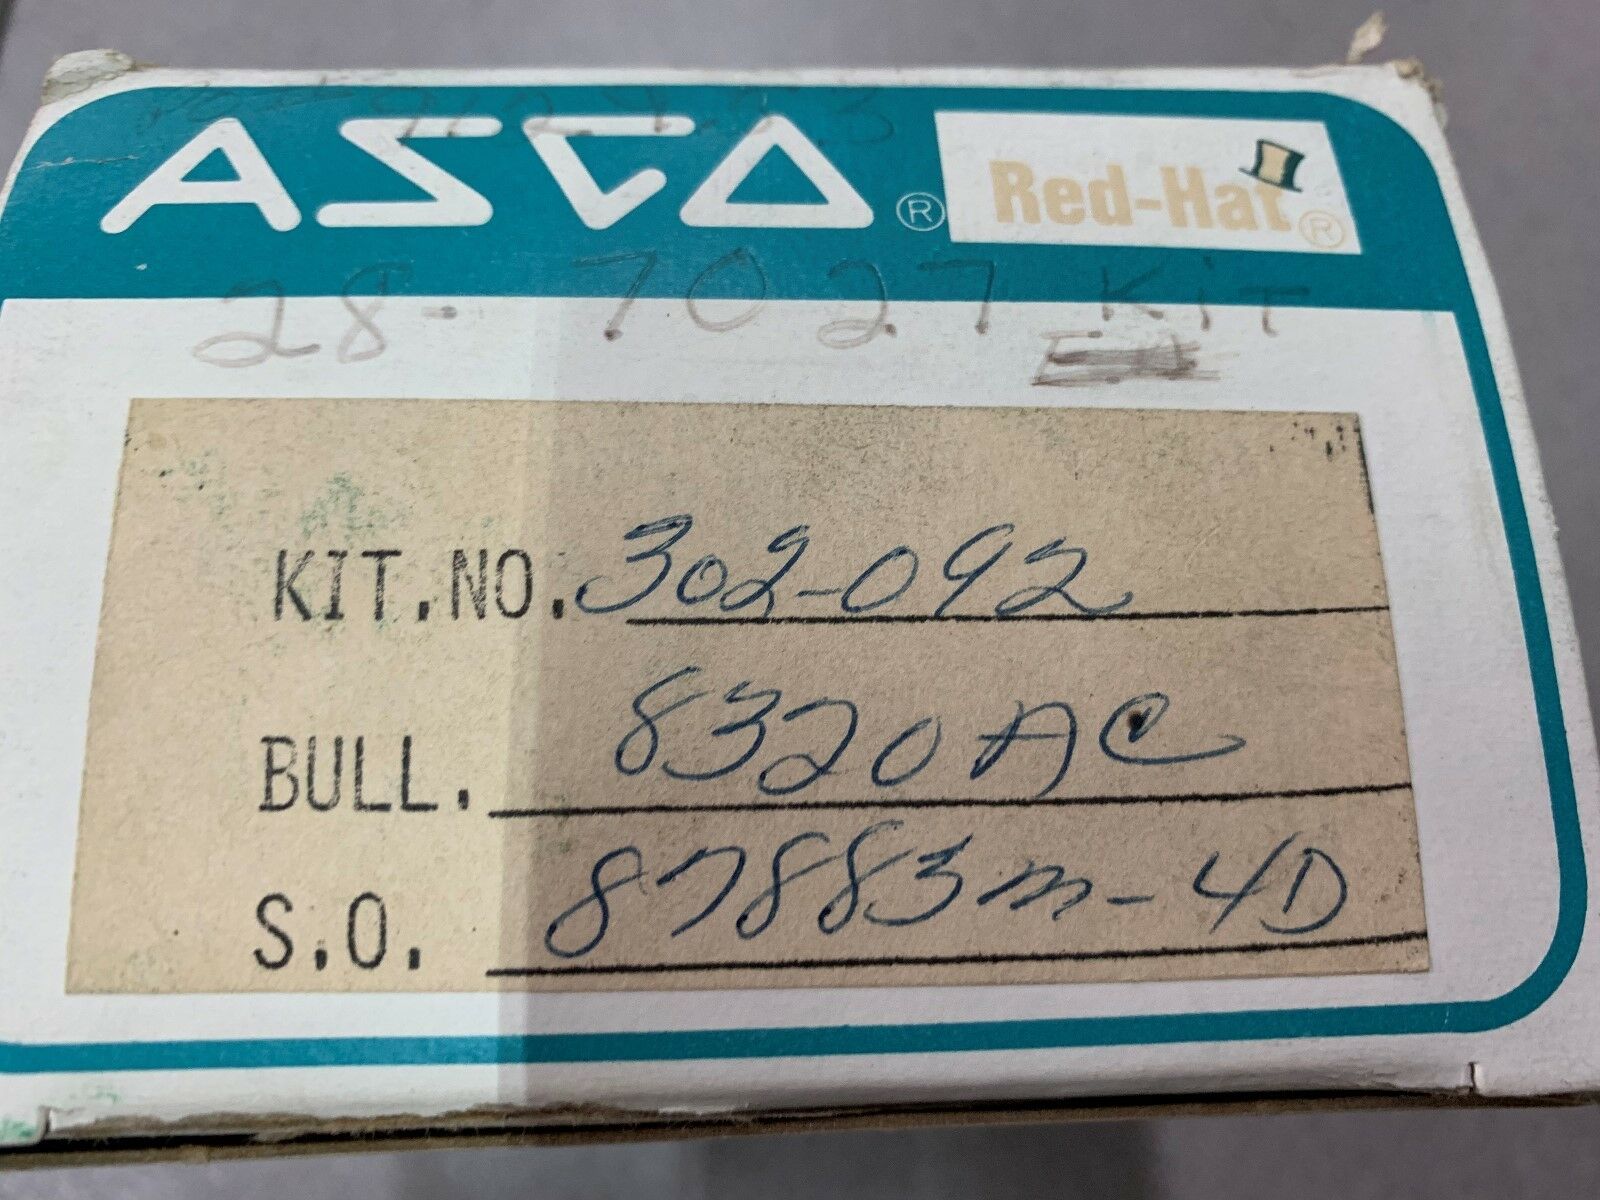 ASCO ® Red-Hat ®
28-7027 Kit
KIT.NO. 302-092
BULL. 8320AC
S.O. 87883m-4D